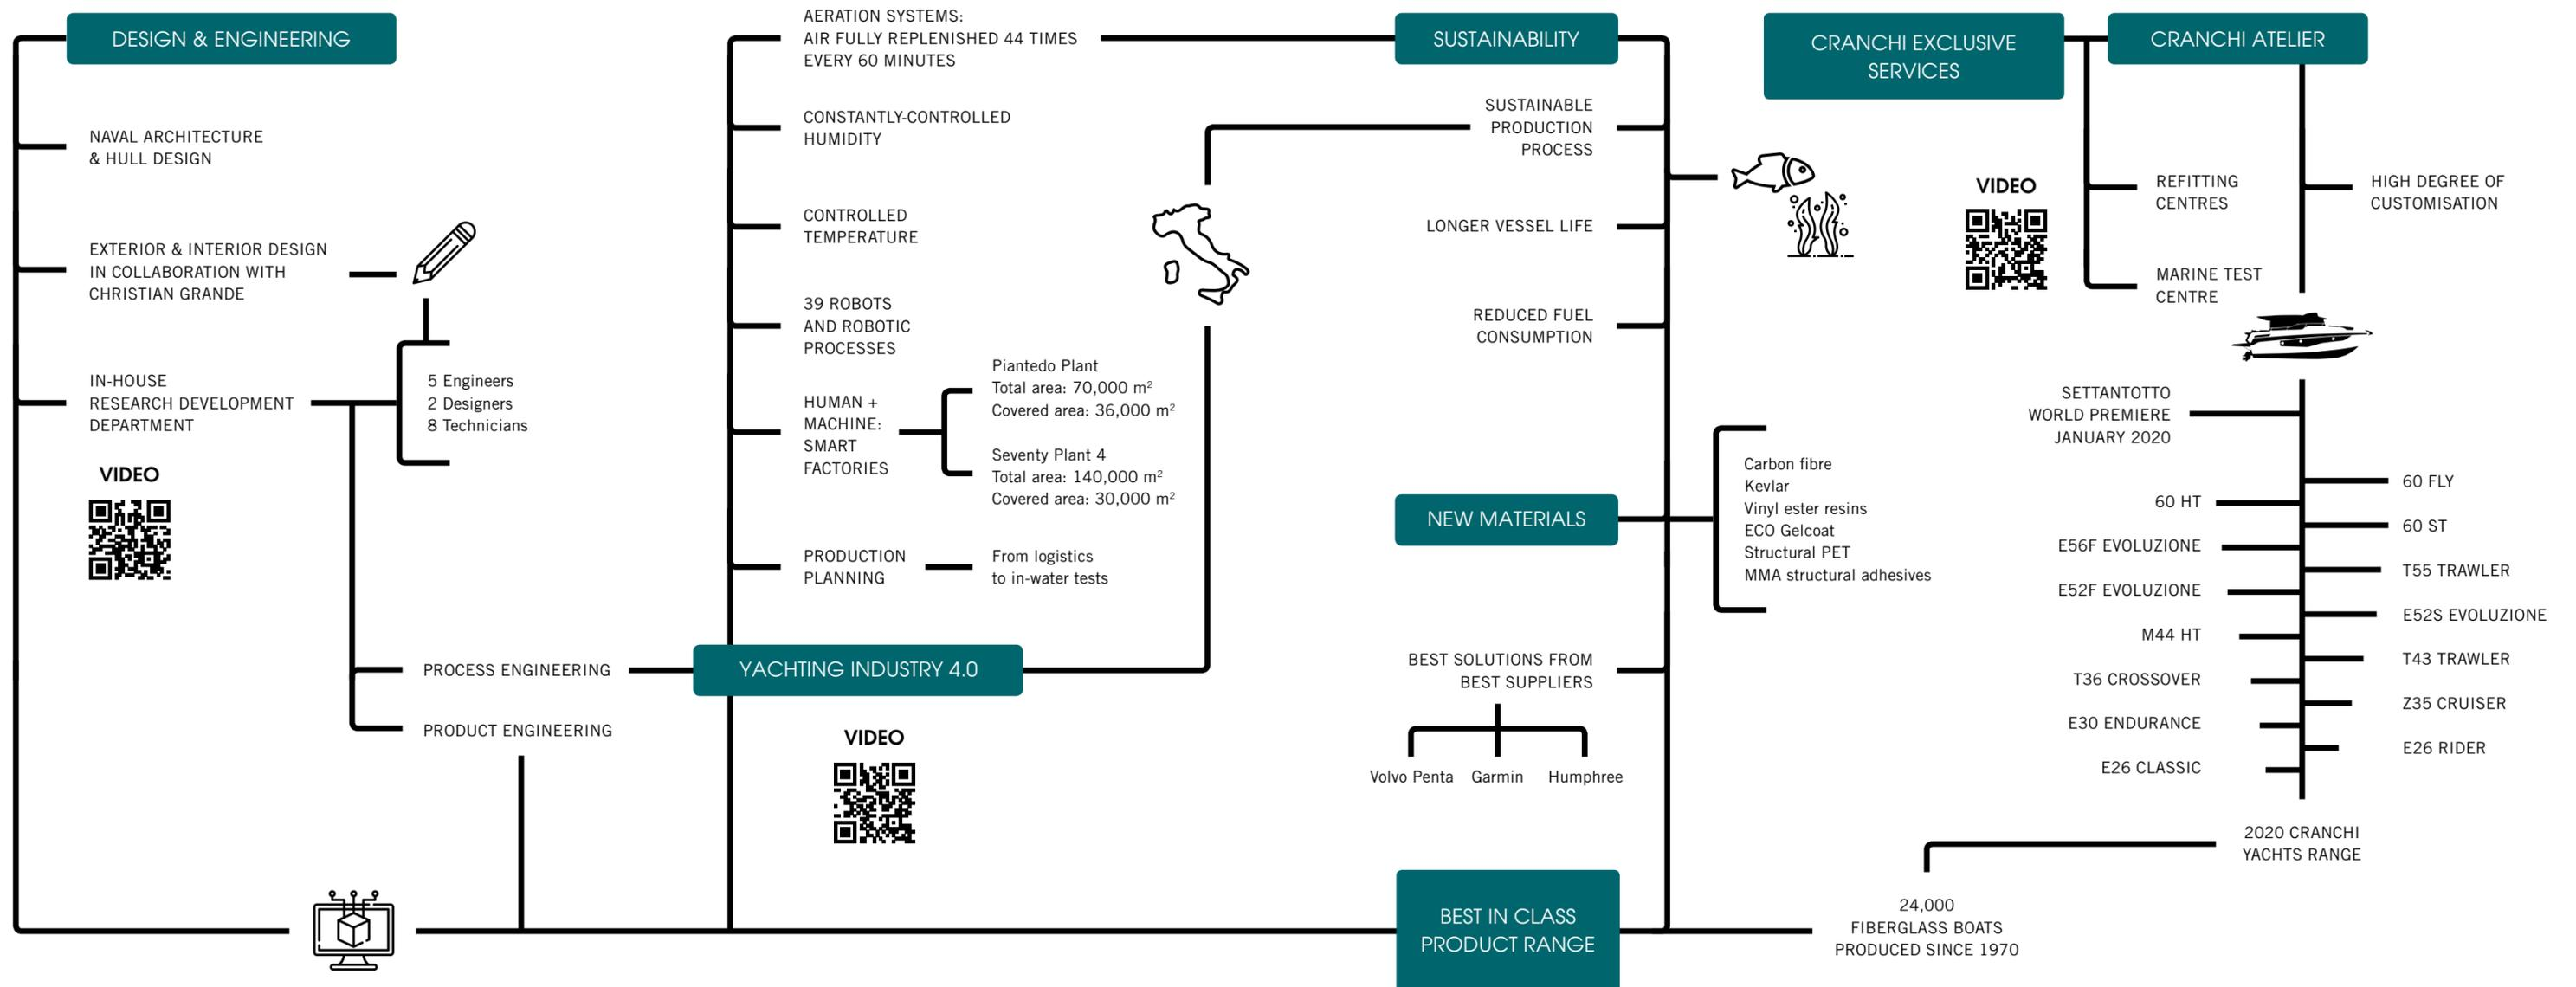 DESIGN & ENGINEERING
NAVAL ARCHITECTURE
& HULL DESIGN
EXTERIOR & INTERIOR DESIGN
IN COLLABORATION WITH
CHRISTIAN GRANDE
IN-HOUSE
RESEARCH DEVELOPMENT
DEPARTMENT
5 Engineers
2 Designers
8 Technicians
VIDEO
PROCESS ENGINEERING
PRODUCT ENGINEERING
AERATION SYSTEMS:
AIR FULLY REPLENISHED 44 TIMES
EVERY 60 MINUTES
CONSTANTLY-CONTROLLED
HUMIDITY
CONTROLLED
TEMPERATURE
39 ROBOTS
AND ROBOTIC
PROCESSES
HUMAN +
MACHINE:
SMART
FACTORIES
Piantedo Plant
Total area: 70,000 m²
Covered area: 36,000 m²
Seventy Plant 4
Total area: 140,000 m²
Covered area: 30,000 m²
PRODUCTION
PLANNING
From logistics
to in-water tests
YACHTING INDUSTRY 4.0
VIDEO
SUSTAINABILITY
SUSTAINABLE
PRODUCTION
PROCESS
LONGER VESSEL LIFE
REDUCED FUEL
CONSUMPTION
NEW MATERIALS
Carbon fibre
Kevlar
Vinyl ester resins
ECO Gelcoat
Structural PET
MMA structural adhesives
BEST SOLUTIONS FROM
BEST SUPPLIERS
Volvo Penta
Garmin
Humphree
BEST IN CLASS
PRODUCT RANGE
CRANCHI EXCLUSIVE
SERVICES
CRANCHI ATELIER
VIDEO
REFITTING
CENTRES
MARINE TEST
CENTRE
HIGH DEGREE OF
CUSTOMISATION
SETTANTOTTO
WORLD PREMIERE
JANUARY 2020
60 FLY
60 HT
60 ST
E56F EVOLUZIONE
T55 TRAWLER
E52F EVOLUZIONE
E52S EVOLUZIONE
M44 HT
T43 TRAWLER
T36 CROSSOVER
Z35 CRUISER
E30 ENDURANCE
E26 RIDER
E26 CLASSIC
2020 CRANCHI
YACHTS RANGE
24,000
FIBERGLASS BOATS
PRODUCED SINCE 1970